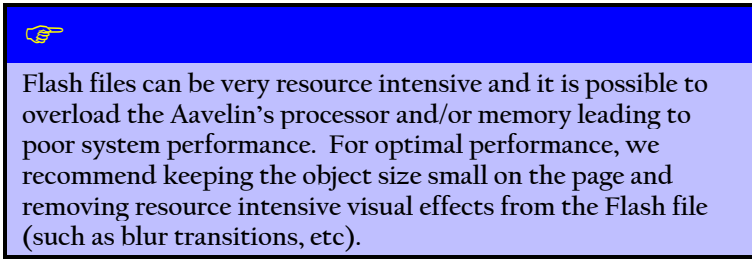 Flash files can be very resource intensive and it is possible to
overload the Aavelin's processor and/or memory leading to
poor system performance.  For optimal performance, we
recommend keeping the object size small on the page and
removing resource intensive visual effects from the Flash file
(such as blur transitions, etc).